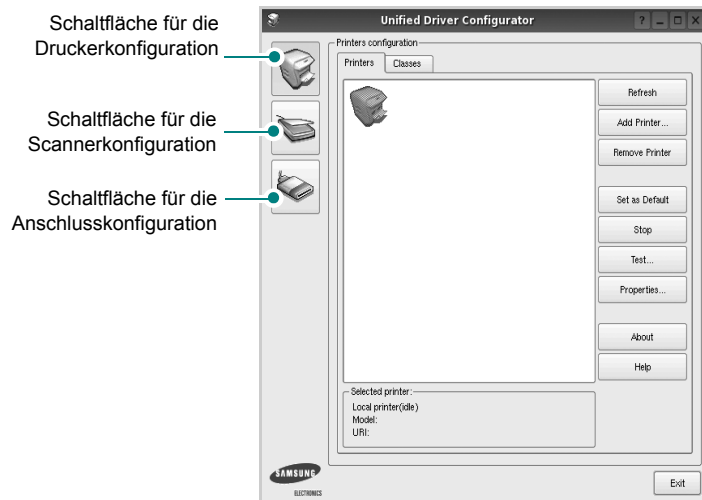 Schaltfläche für die
Druckerkonfiguration
Schaltfläche für die
Scannerkonfiguration
Schaltfläche für die
Anschlusskonfiguration
Unified Driver Configurator
Printers configuration
Printers
Classes
Refresh
Add Printer...
Remove Printer
Set as Default
Stop
Test...
Properties...
About
Help
Selected printer:
Local printer(idle)
Model:
URI:
SAMSUNG
ELECTRONICS
Exit